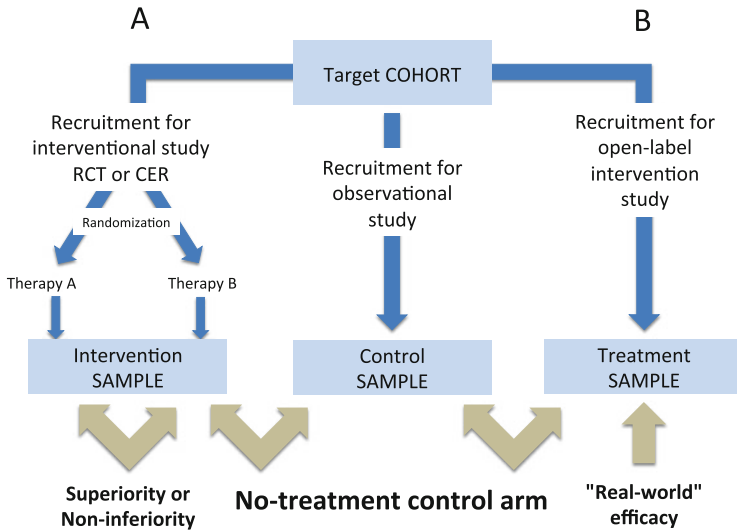 A
B
Target COHORT
Recruitment for
interventional study
RCT or CER
Recruitment for
observational
study
Recruitment for
open-label
intervention
study
Randomization
Therapy A
Therapy B
Intervention
SAMPLE
Control
SAMPLE
Treatment
SAMPLE
Superiority or
Non-inferiority
No-treatment control arm
"Real-world"
efficacy